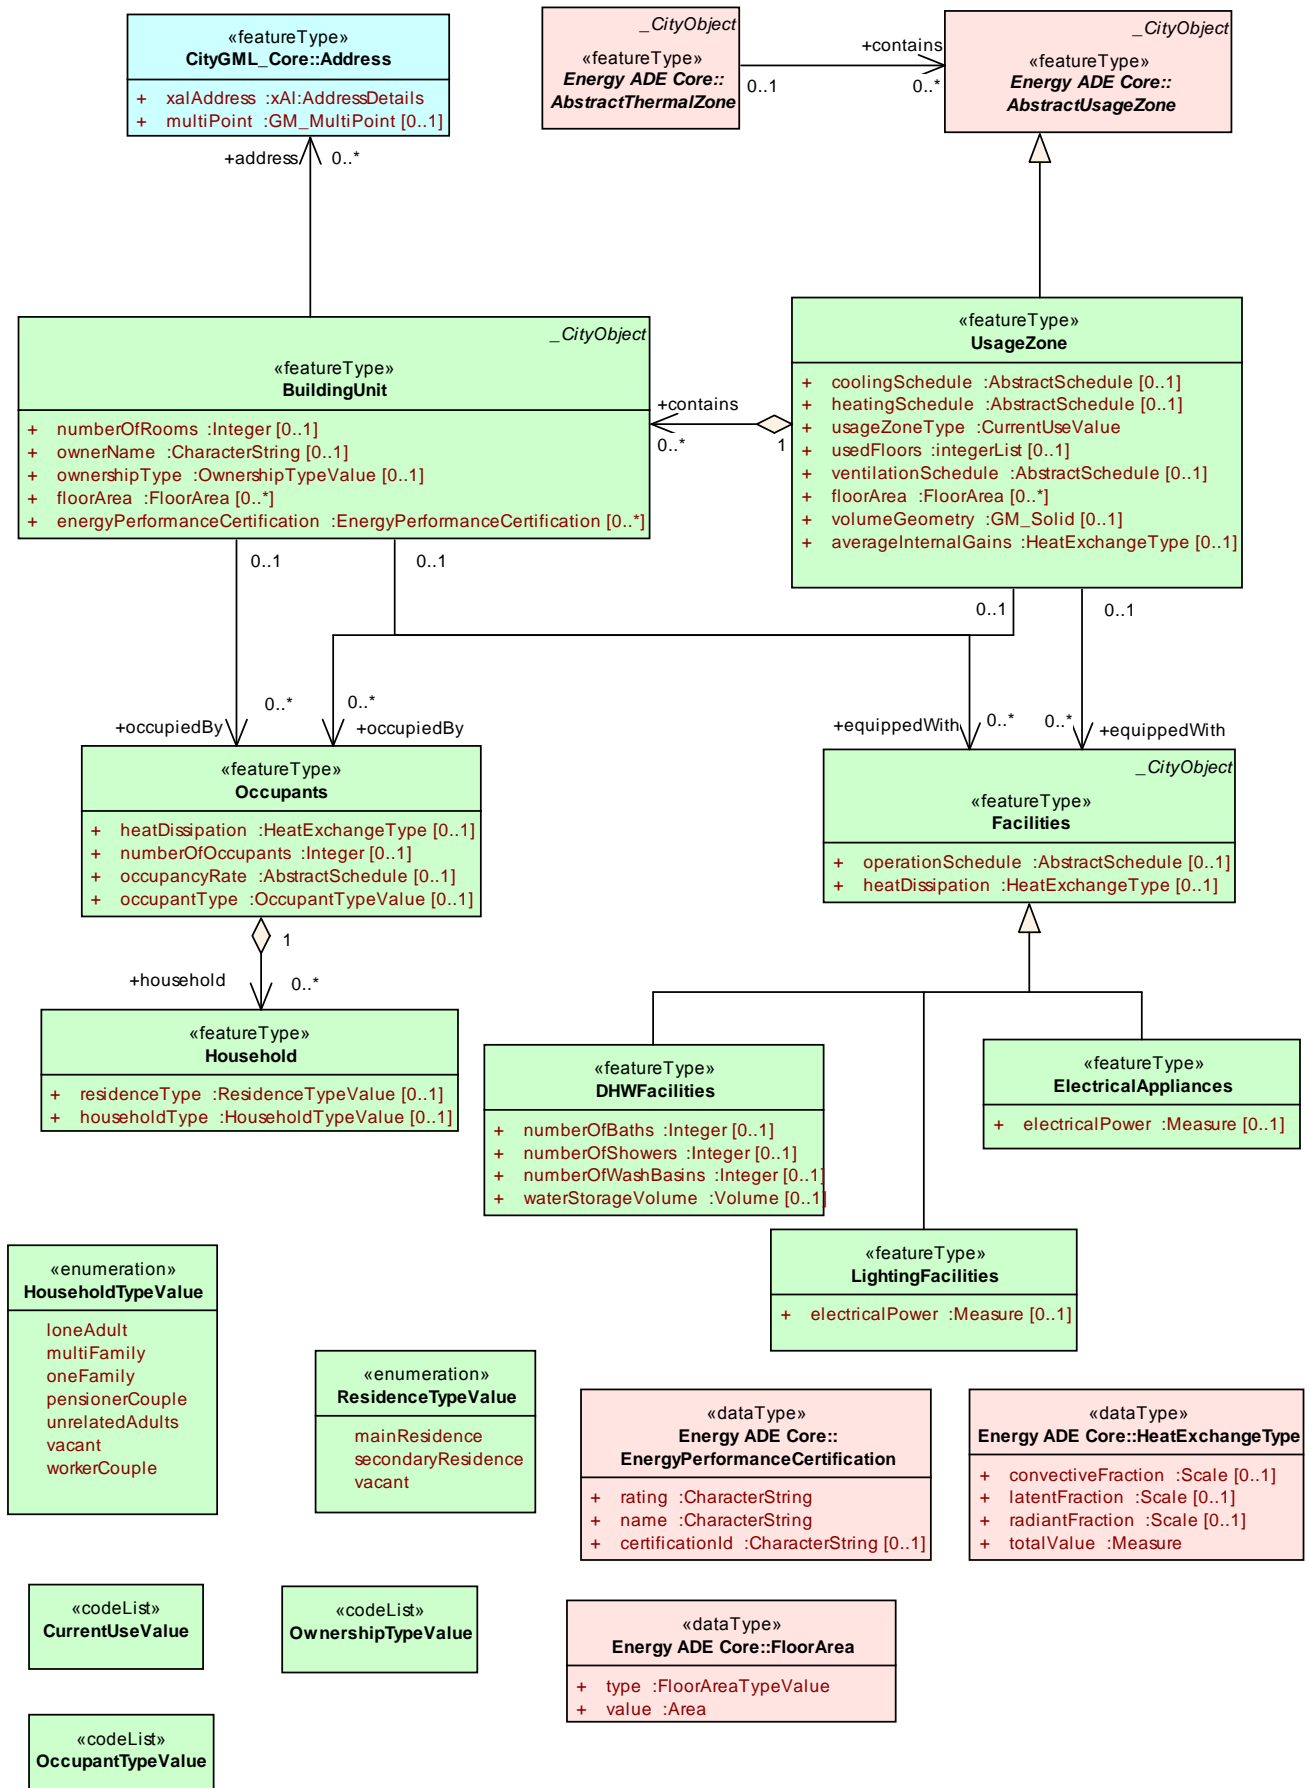 «featureType»
CityGML_Core::Address
+ xalAddress :xAl:AddressDetails
+ multiPoint :GM_MultiPoint [0..1]
_CityObject
«featureType»
Energy ADE Core::
AbstractThermalZone
+contains
0..1
0..*
_CityObject
«featureType»
Energy ADE Core::
AbstractUsageZone
+address
0..*
_CityObject
«featureType»
BuildingUnit
+ numberOfRooms :Integer [0..1]
+ ownerName :CharacterString [0..1]
+ ownershipType :OwnershipTypeValue [0..1]
+ floorArea :FloorArea [0..*]
+ energyPerformanceCertification :EnergyPerformanceCertification [0..*]
+contains
0..*
1
«featureType»
UsageZone
+ coolingSchedule :AbstractSchedule [0..1]
+ heatingSchedule :AbstractSchedule [0..1]
+ usageZoneType :CurrentUseValue
+ usedFloors :integerList [0..1]
+ ventilationSchedule :AbstractSchedule [0..1]
+ floorArea :FloorArea [0..*]
+ volumeGeometry :GM_Solid [0..1]
+ averageInternalGains :HeatExchangeType [0..1]
0..1
0..1
0..1
0..1
0..*
+occupiedBy
0..*
+occupiedBy
+equippedWith
0..*
0..*
+equippedWith
«featureType»
Occupants
+ heatDissipation :HeatExchangeType [0..1]
+ numberOfOccupants :Integer [0..1]
+ occupancyRate :AbstractSchedule [0..1]
+ occupantType :OccupantTypeValue [0..1]
_CityObject
«featureType»
Facilities
+ operationSchedule :AbstractSchedule [0..1]
+ heatDissipation :HeatExchangeType [0..1]
1
+household
0..*
«featureType»
Household
+ residenceType :ResidenceTypeValue [0..1]
+ householdType :HouseholdTypeValue [0..1]
«featureType»
DHWFacilities
+ numberOfBaths :Integer [0..1]
+ numberOfShowers :Integer [0..1]
+ numberOfWashBasins :Integer [0..1]
+ waterStorageVolume :Volume [0..1]
«featureType»
ElectricalAppliances
+ electricalPower :Measure [0..1]
«featureType»
LightingFacilities
+ electricalPower :Measure [0..1]
«enumeration»
HouseholdTypeValue
loneAdult
multiFamily
oneFamily
pensionerCouple
unrelatedAdults
vacant
workerCouple
«enumeration»
ResidenceTypeValue
mainResidence
secondaryResidence
vacant
«dataType»
Energy ADE Core::
EnergyPerformanceCertification
+ rating :CharacterString
+ name :CharacterString
+ certificationId :CharacterString [0..1]
«dataType»
Energy ADE Core::HeatExchangeType
+ convectiveFraction :Scale [0..1]
+ latentFraction :Scale [0..1]
+ radiantFraction :Scale [0..1]
+ totalValue :Measure
«codeList»
CurrentUseValue
«codeList»
OwnershipTypeValue
«dataType»
Energy ADE Core::FloorArea
+ type :FloorAreaTypeValue
+ value :Area
«codeList»
OccupantTypeValue